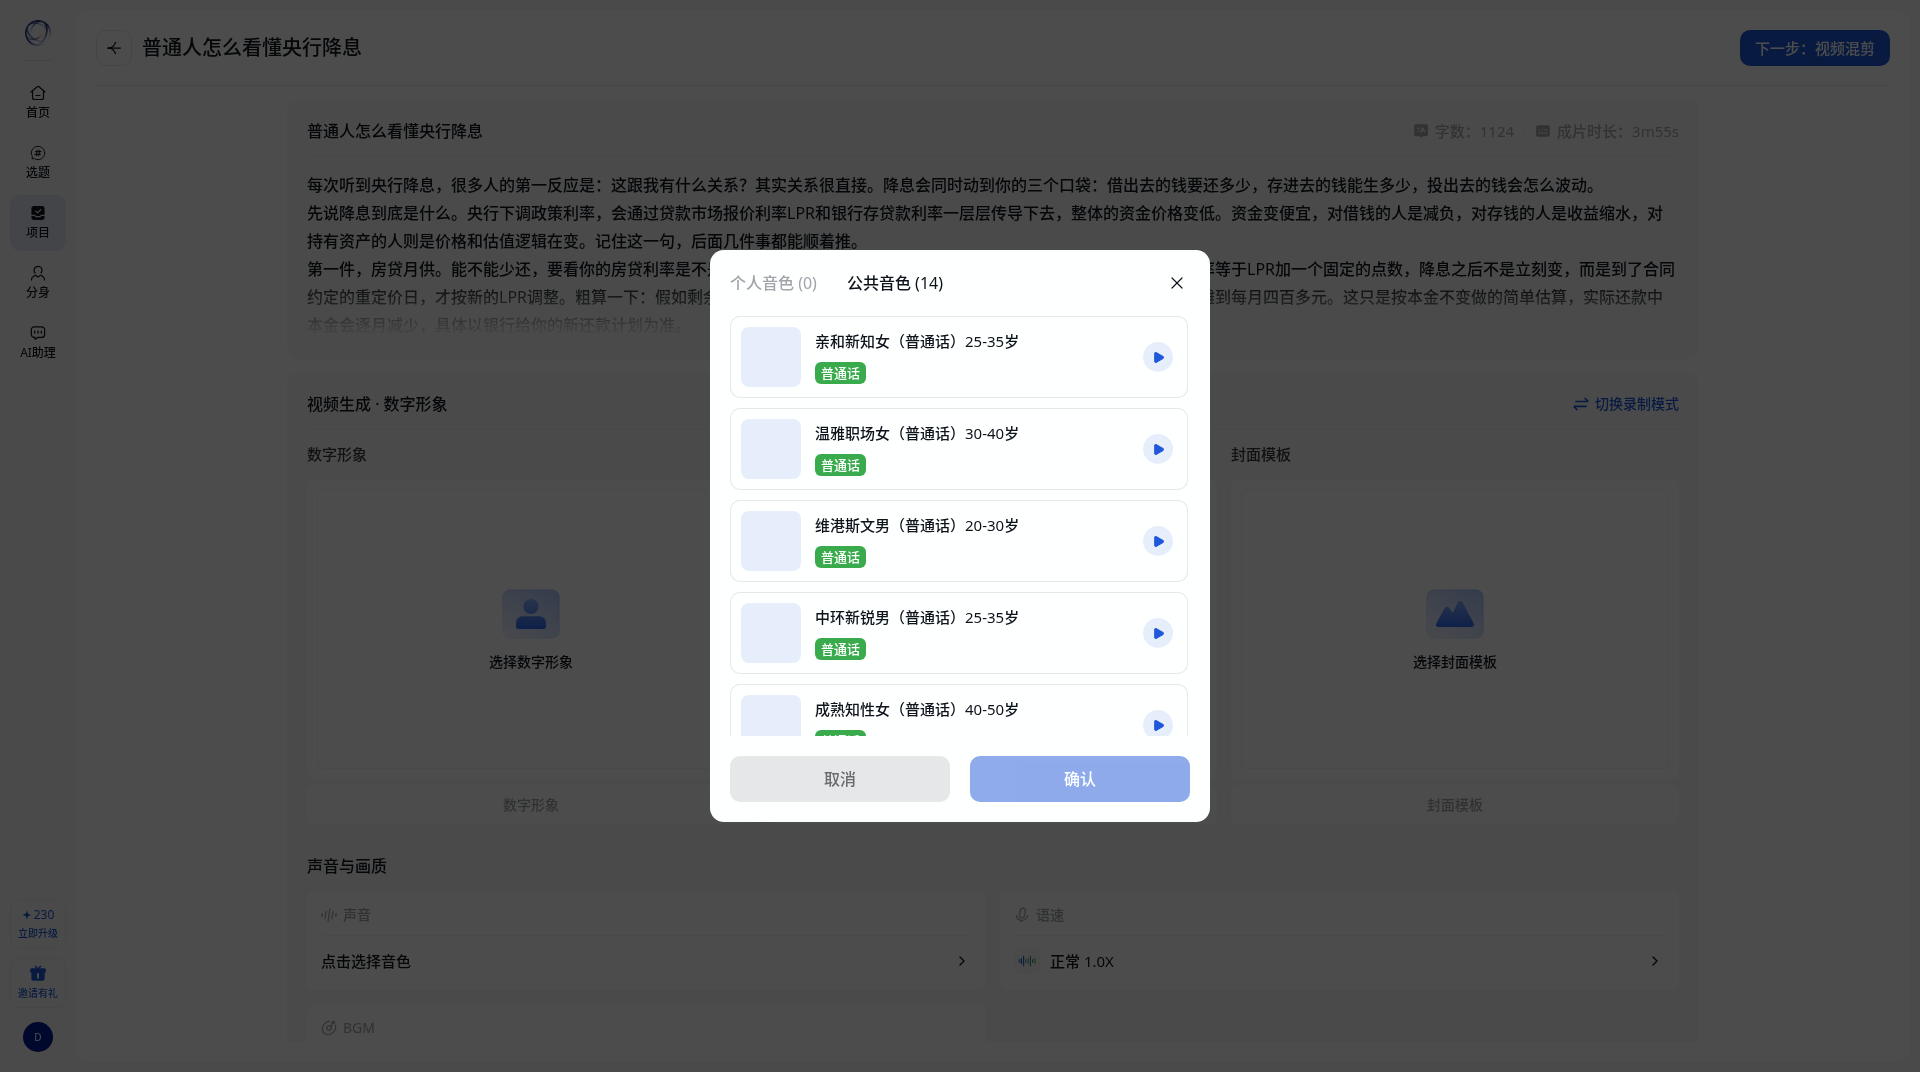 普通人怎么看懂央行降息
下一步：视频混剪
首页
选题
项目
分身
AI助理
230
立即升级
邀请有礼
D
普通人怎么看懂央行降息
字数：1124
成片时长：3m55s
每次听到央行降息，很多人的第一反应是：这跟我有什么关系？其实关系很直接。降息会同时动到你的三个口袋：借出去的钱要还多少，存进去的钱能生多少，投出去的钱会怎么波动。
先说降息到底是什么。央行下调政策利率，会通过贷款市场报价利率LPR和银行存贷款利率一层层传导下去，整体的资金价格变低。资金变便宜，对借钱的人是减负，对存钱的人是收益缩水，对
持有资产的人则是价格和估值逻辑在变。记住这一句，后面几件事都能顺着推。
第一件，房贷月供。能不能少还，要看你的房贷利率是不 等于LPR加一个固定的点数，降息之后不是立刻变，而是到了合同
约定的重定价日，才按新的LPR调整。粗算一下：假如剩 到每月四百多元。这只是按本金不变做的简单估算，实际还款中
本金会逐月减少，具体以银行给你的新还款计划为准。
视频生成 · 数字形象
切换录制模式
数字形象
封面模板
选择数字形象
选择封面模板
数字形象
封面模板
声音与画质
声音
语速
点击选择音色
正常 1.0X
BGM
个人音色 (0)
公共音色 (14)
亲和新知女（普通话）25-35岁
普通话
温雅职场女（普通话）30-40岁
普通话
维港斯文男（普通话）20-30岁
普通话
中环新锐男（普通话）25-35岁
普通话
成熟知性女（普通话）40-50岁
取消
确认